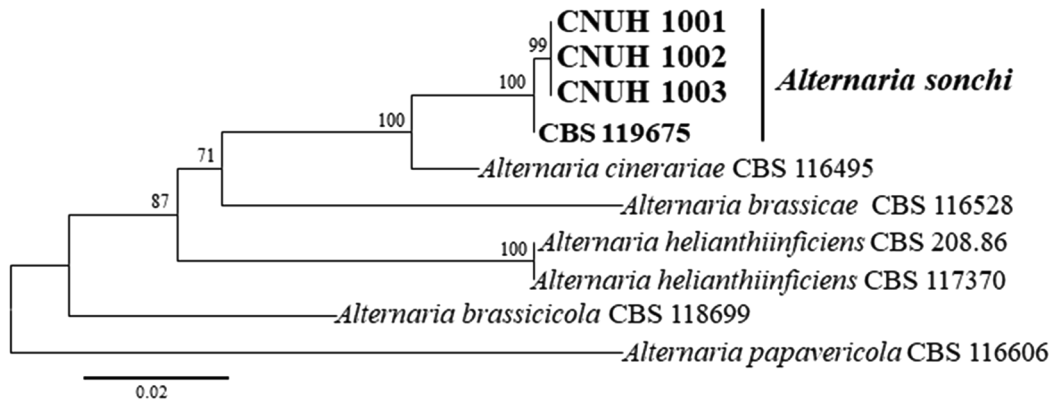 CNUH 1001
99
CNUH 1002
Alternaria sonchi
100
CNUH 1003
100
CBS 119675
71
Alternaria cinerariae CBS 116495
87
Alternaria brassicae CBS 116528
100
Alternaria helianthiinficiens CBS 208.86
Alternaria helianthiinficiens CBS 117370
Alternaria brassicicola CBS 118699
Alternaria papavericola CBS 116606
0.02